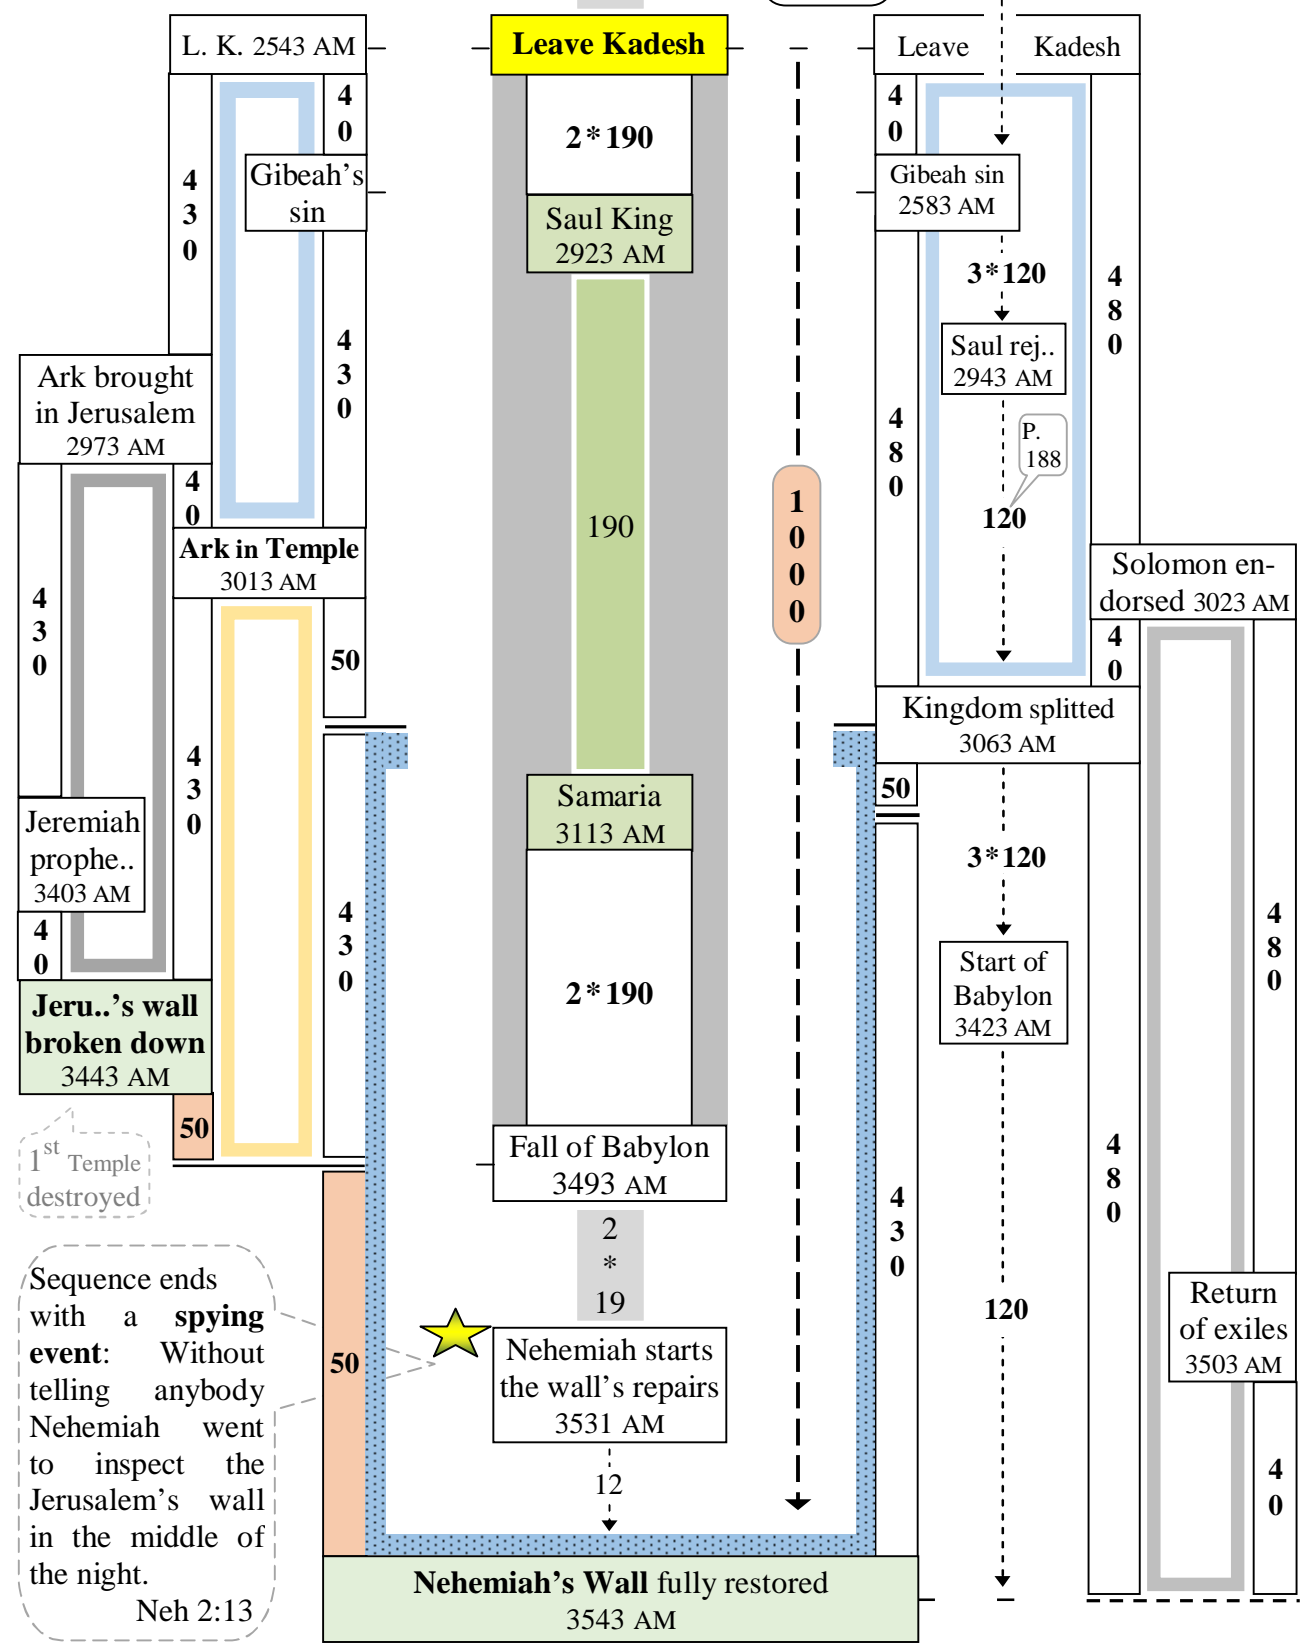 L. K. 2543 AM
4
0
4
3
0
Gibeah's
sin
4
3
0
Ark brought
in Jerusalem
2973 AM
4
0
Ark in Temple
3013 AM
4
3
0
50
4
3
0
Jeremiah
prophe..
3403 AM
4
0
4
3
0
Jeru..'s wall
broken down
3443 AM
50
1st Temple
destroyed
Sequence ends
with a spying
event: Without
telling anybody
Nehemiah went
to inspect the
Jerusalem's wall
in the middle of
the night.
Neh 2:13
50
Leave Kadesh
2*190
Saul King
2923 AM
190
Samaria
3113 AM
2*190
Fall of Babylon
3493 AM
2
*
19
Nehemiah starts
the wall's repairs
3531 AM
12
Nehemiah's Wall fully restored
3543 AM
1
0
0
0
Leave Kadesh
4
0
Gibeah sin
2583 AM
3*120
4
8
0
Saul rej..
2943 AM
P.
188
4
8
0
120
Solomon en-
dorsed 3023 AM
4
0
Kingdom splitted
3063 AM
50
3*120
4
8
0
Start of
Babylon
3423 AM
4
8
0
4
3
0
120
Return
of exiles
3503 AM
4
0